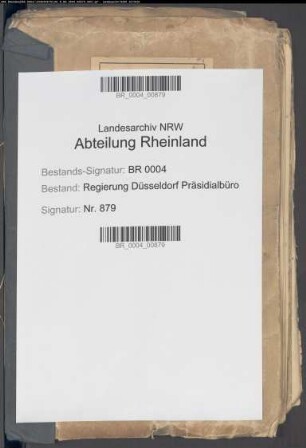 BR_0004_00879
Landesarchiv NRW
Abteilung Rheinland
Bestands-Signatur: BR 0004
Bestand: Regierung Düsseldorf Präsidialbüro
Signatur: Nr. 879
BR_0004_00879